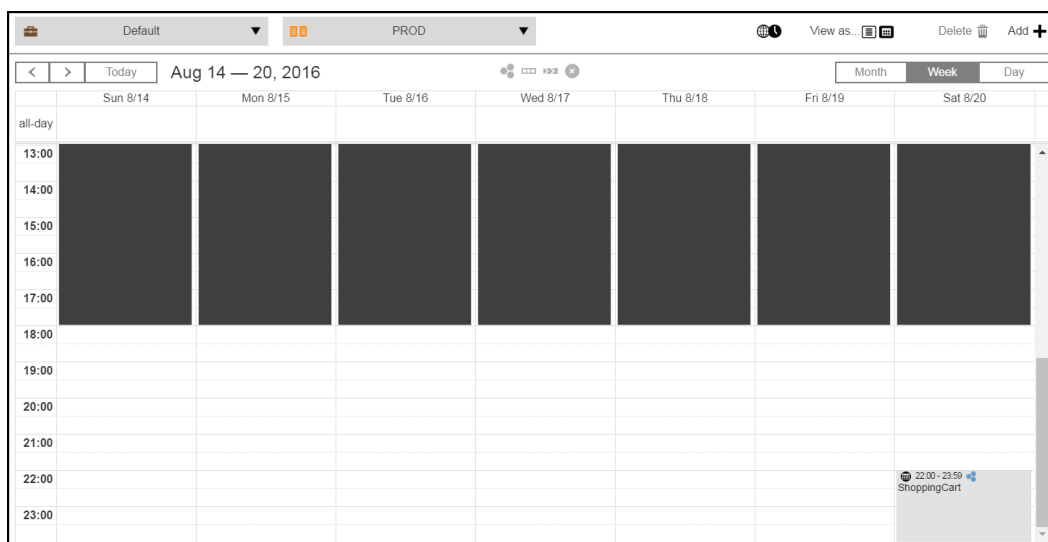 Default PROD View as... Delete Add
Today Aug 14 — 20, 2016 Month Week Day
Sun 8/14 Mon 8/15 Tue 8/16 Wed 8/17 Thu 8/18 Fri 8/19 Sat 8/20
all-day
13:00
14:00
15:00
16:00
17:00
18:00
19:00
20:00
21:00
22:00 22:00 - 23:59
ShoppingCart
23:00